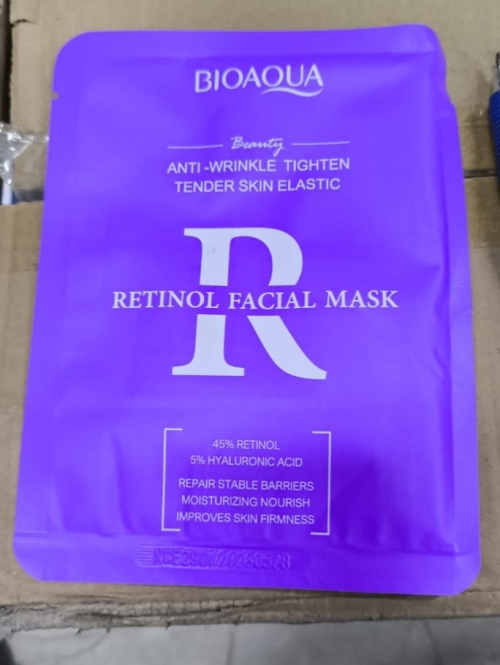 BIOAQUA
Beauty
ANTI-WRINKLE TIGHTEN
TENDER SKIN ELASTIC
R
RETINOL FACIAL MASK
45% RETINOL
5% HYALURONIC ACID
REPAIR STABLE BARRIERS
MOISTURIZING NOURISH
IMPROVES SKIN FIRMNESS